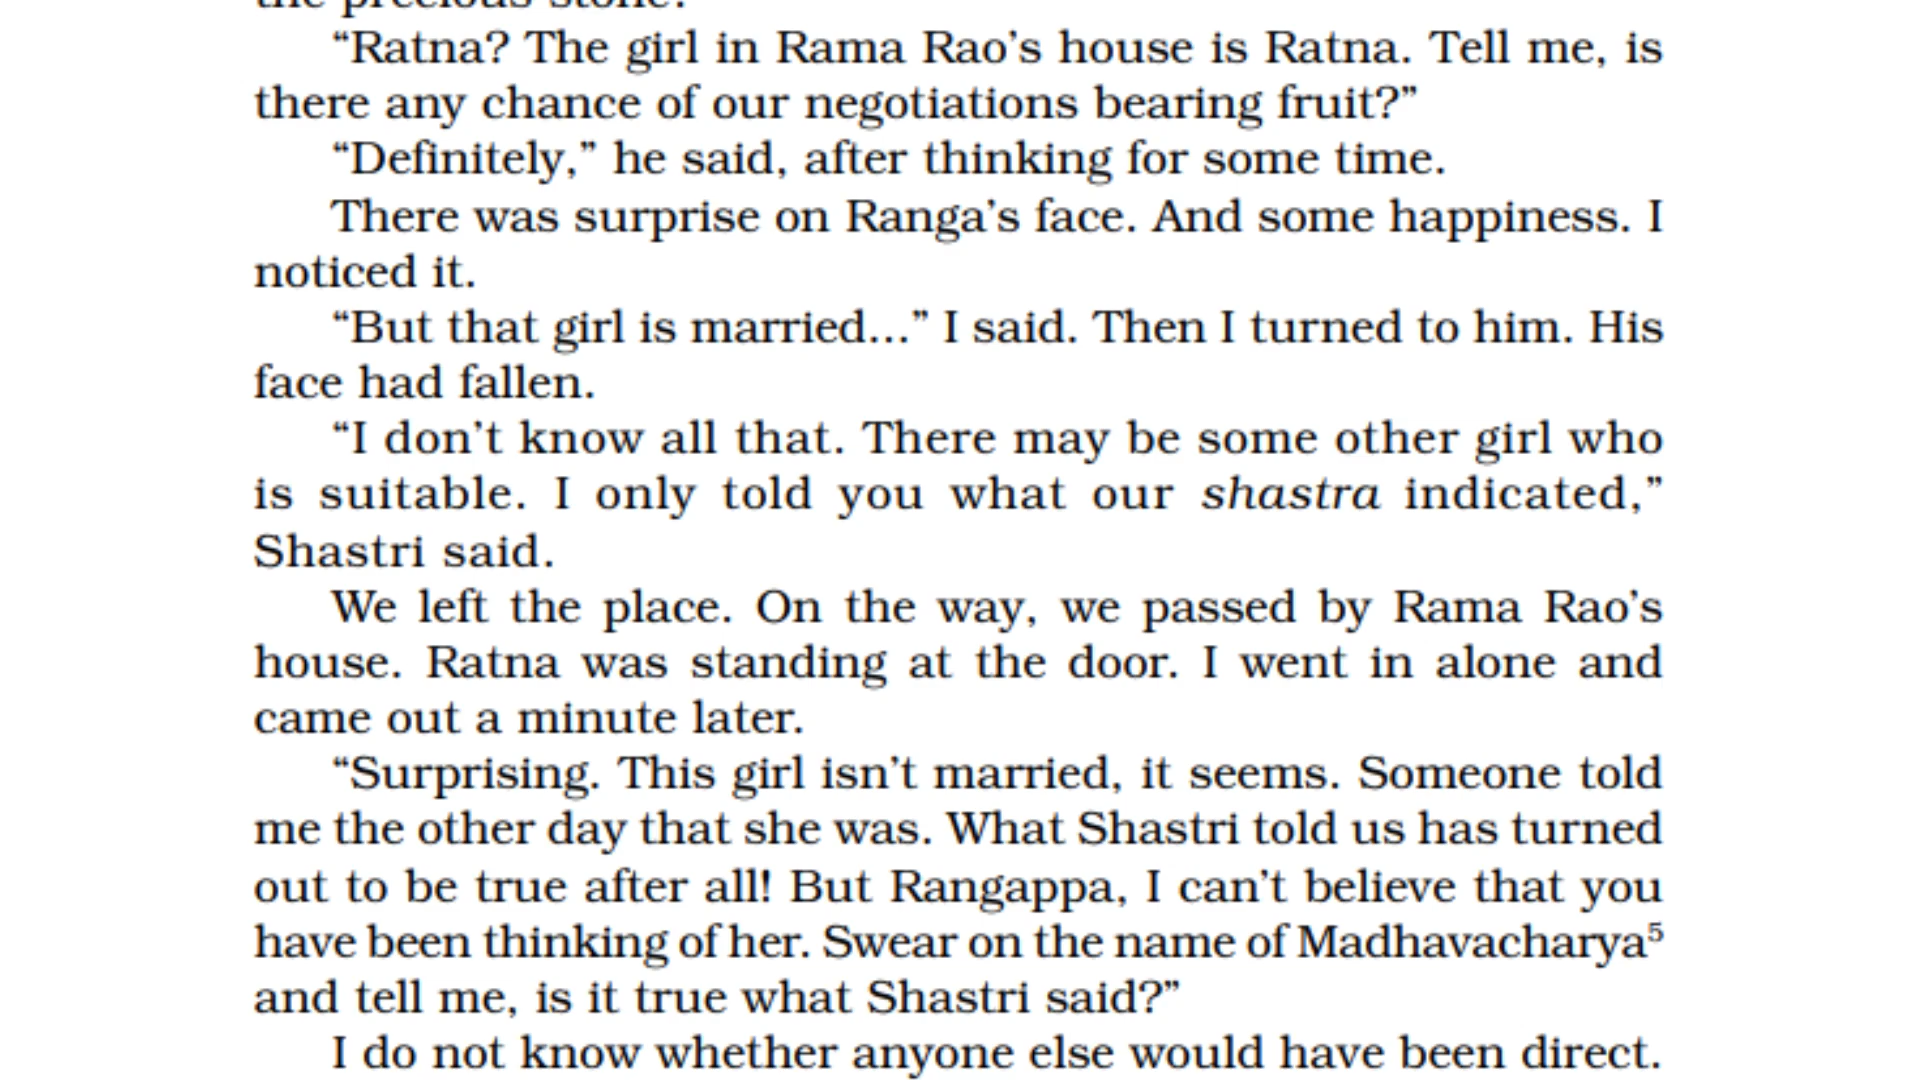 the precious stone.
“Ratna? The girl in Rama Rao’s house is Ratna. Tell me, is
there any chance of our negotiations bearing fruit?”
“Definitely,” he said, after thinking for some time.
There was surprise on Ranga’s face. And some happiness. I
noticed it.
“But that girl is married...” I said. Then I turned to him. His
face had fallen.
“I don’t know all that. There may be some other girl who
is suitable. I only told you what our shastra indicated,”
Shastri said.
We left the place. On the way, we passed by Rama Rao’s
house. Ratna was standing at the door. I went in alone and
came out a minute later.
“Surprising. This girl isn’t married, it seems. Someone told
me the other day that she was. What Shastri told us has turned
out to be true after all! But Rangappa, I can’t believe that you
have been thinking of her. Swear on the name of Madhavacharya⁵
and tell me, is it true what Shastri said?”
I do not know whether anyone else would have been direct.